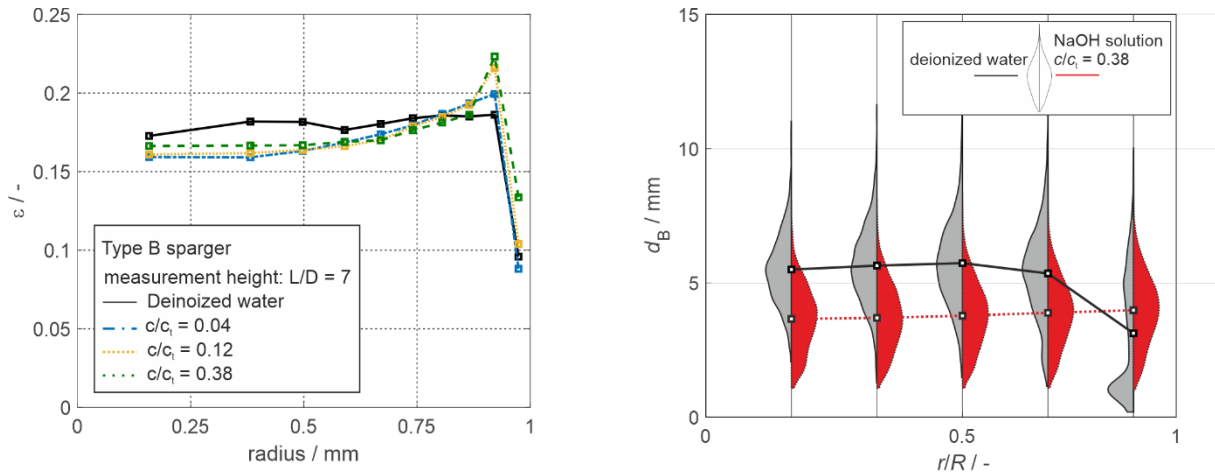 0.25
0.2
0.15
0.1
0.05
0
ε / -
Type B sparger
measurement height: L/D = 7
Deinoized water
c/cₜ = 0.04
c/cₜ = 0.12
c/cₜ = 0.38
0 0.25 0.5 0.75 1
radius / mm
15
10
5
0
d_B / mm
deionized water
NaOH solution
c/cₜ = 0.38
0 0.5 1
r/R / -